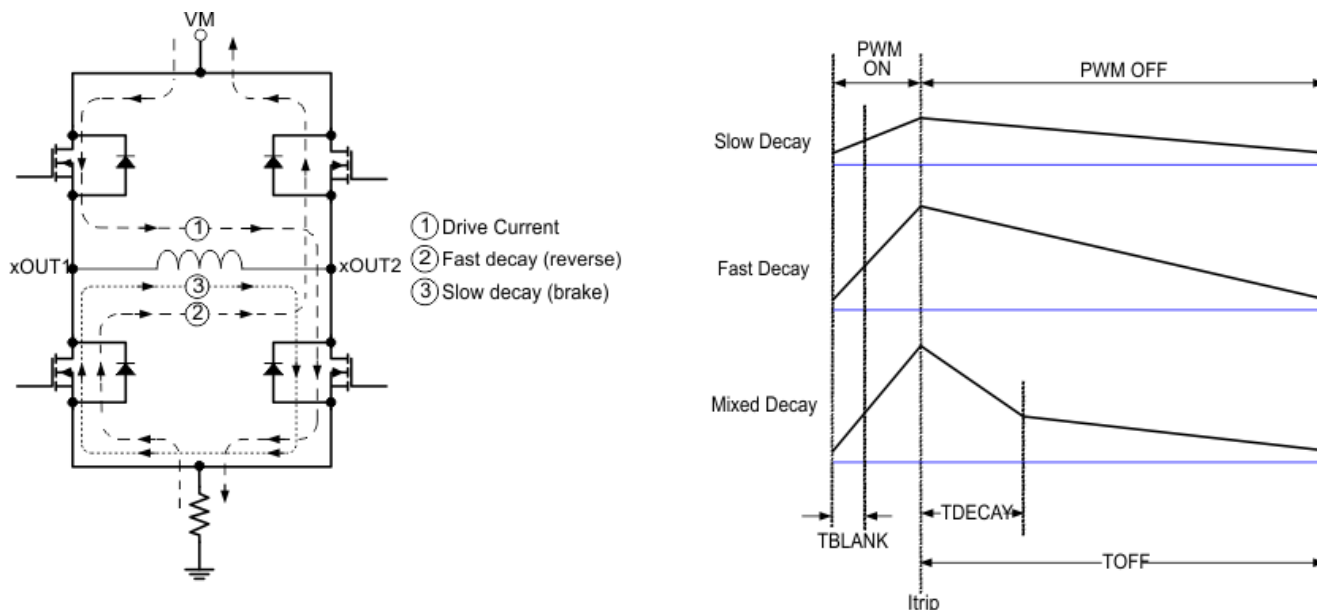 VM
xOUT1
xOUT2
1
3
2
1 Drive Current
2 Fast decay (reverse)
3 Slow decay (brake)
PWM
ON
PWM OFF
Slow Decay
Fast Decay
Mixed Decay
TDECAY
TBLANK
TOFF
Itrip